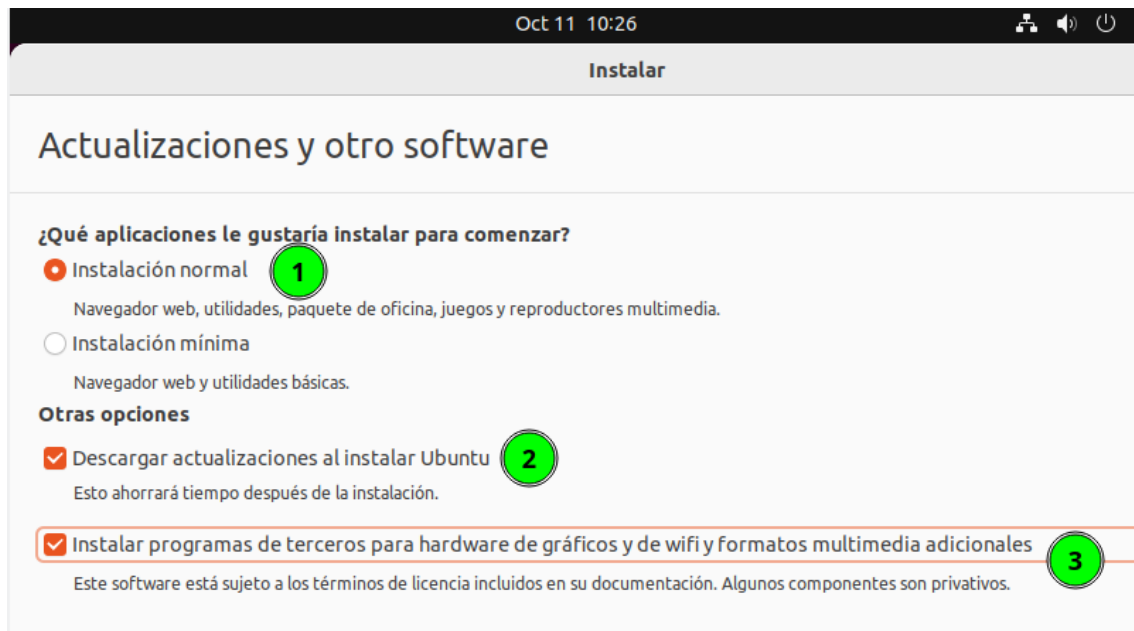 Oct 11 10:26
Instalar
Actualizaciones y otro software
¿Qué aplicaciones le gustaría instalar para comenzar?
Instalación normal 1
Navegador web, utilidades, paquete de oficina, juegos y reproductores multimedia.
Instalación mínima
Navegador web y utilidades básicas.
Otras opciones
Descargar actualizaciones al instalar Ubuntu 2
Esto ahorrará tiempo después de la instalación.
Instalar programas de terceros para hardware de gráficos y de wifi y formatos multimedia adicionales 3
Este software está sujeto a los términos de licencia incluidos en su documentación. Algunos componentes son privativos.